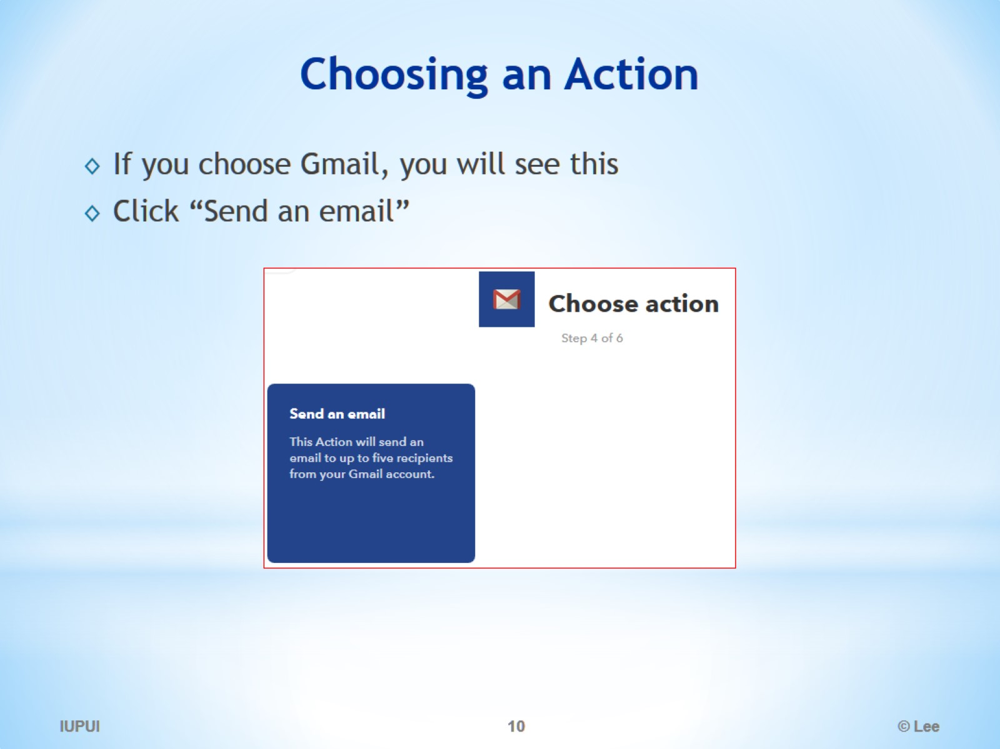 Choosing an Action
If you choose Gmail, you will see this
Click “Send an email”
Choose action
Step 4 of 6
Send an email
This Action will send an
email to up to five recipients
from your Gmail account.
IUPUI
10
© Lee